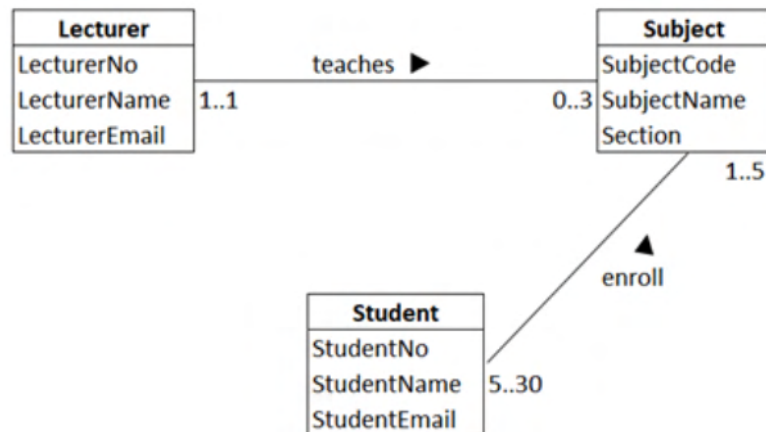 Lecturer
LecturerNo
LecturerName
LecturerEmail
teaches
1..1
0..3
Subject
SubjectCode
SubjectName
Section
1..5
enroll
Student
StudentNo
StudentName
StudentEmail
5..30